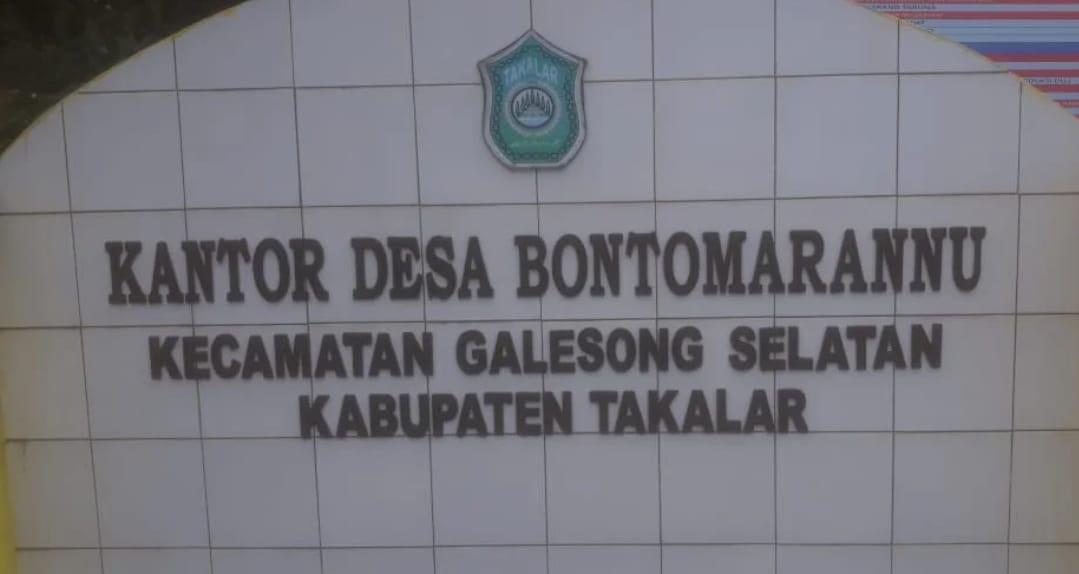 TAKALAR
KANTOR DESA BONTOMARANNU
KECAMATAN GALESONG SELATAN
KABUPATEN TAKALAR